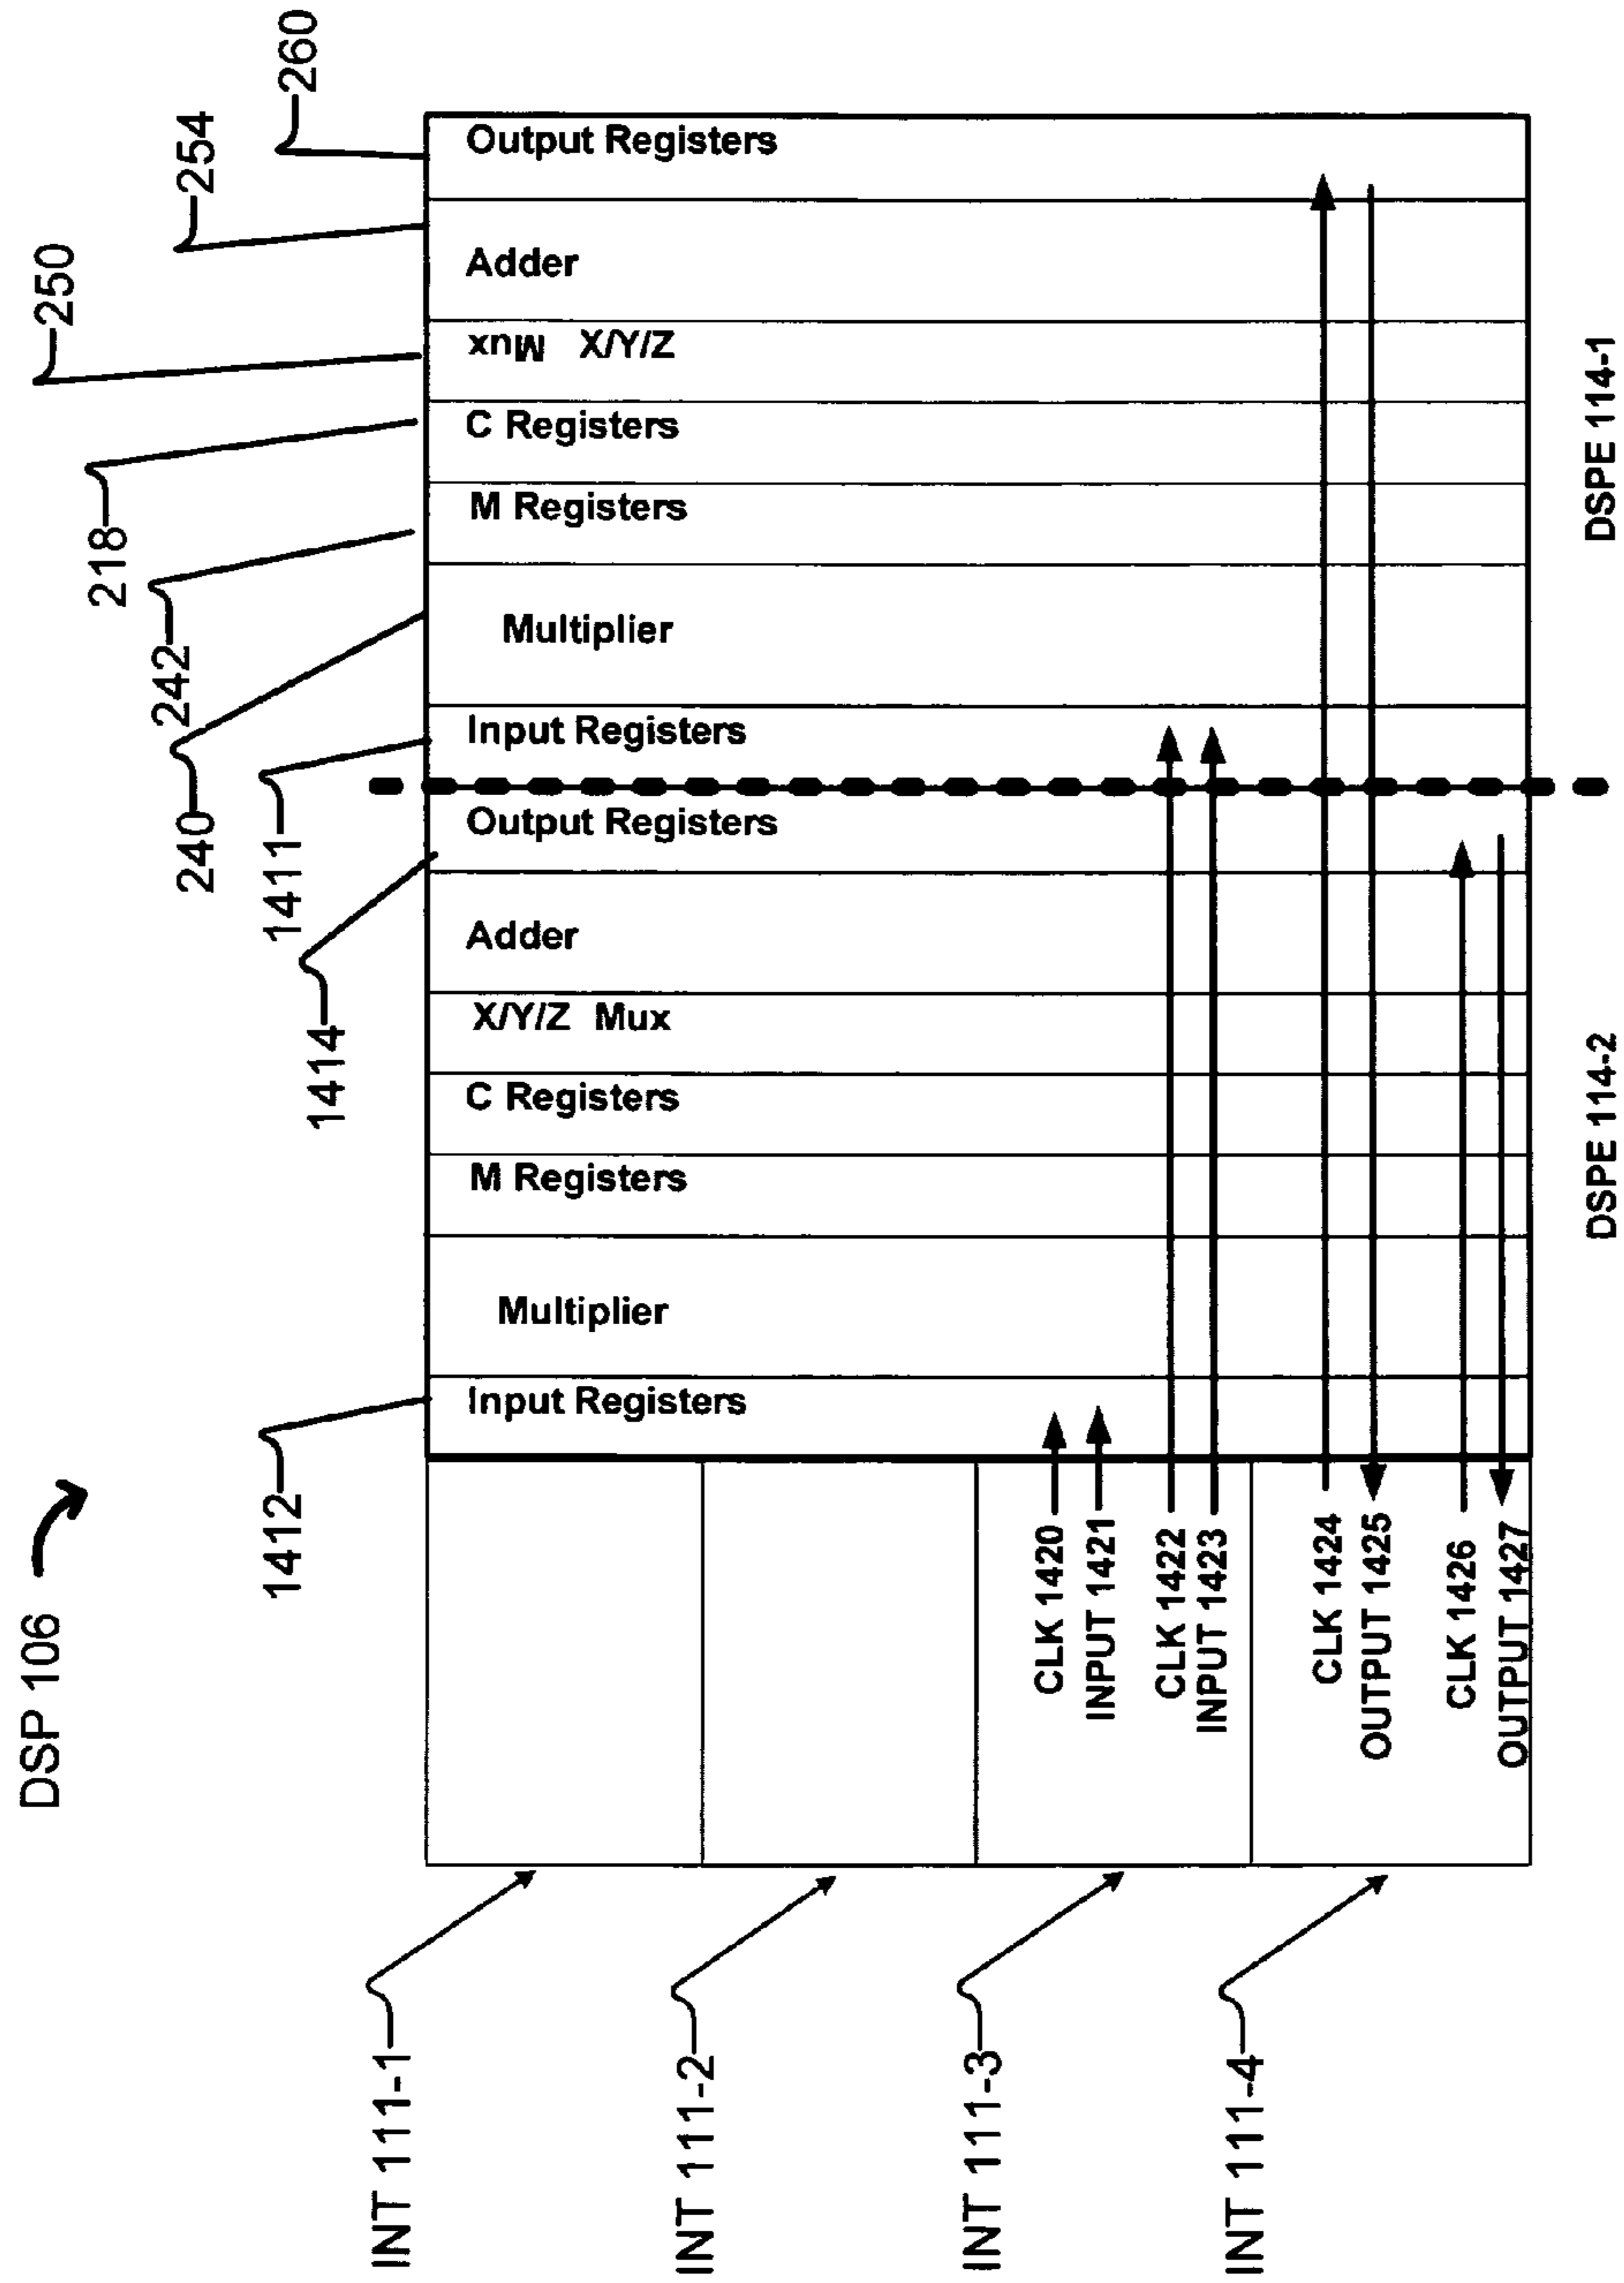 DSP 106
260
254
250
218
242
240
1411
1414
1412
Output Registers
Adder
X/Y/Z Mux
C Registers
M Registers
Multiplier
Input Registers
Output Registers
Adder
X/Y/Z Mux
C Registers
M Registers
Multiplier
Input Registers
CLK 1420
INPUT 1421
CLK 1422
INPUT 1423
CLK 1424
OUTPUT 1425
CLK 1426
OUTPUT 1427
INT 111-1
INT 111-2
INT 111-3
INT 111-4
DSPE 114-1
DSPE 114-2